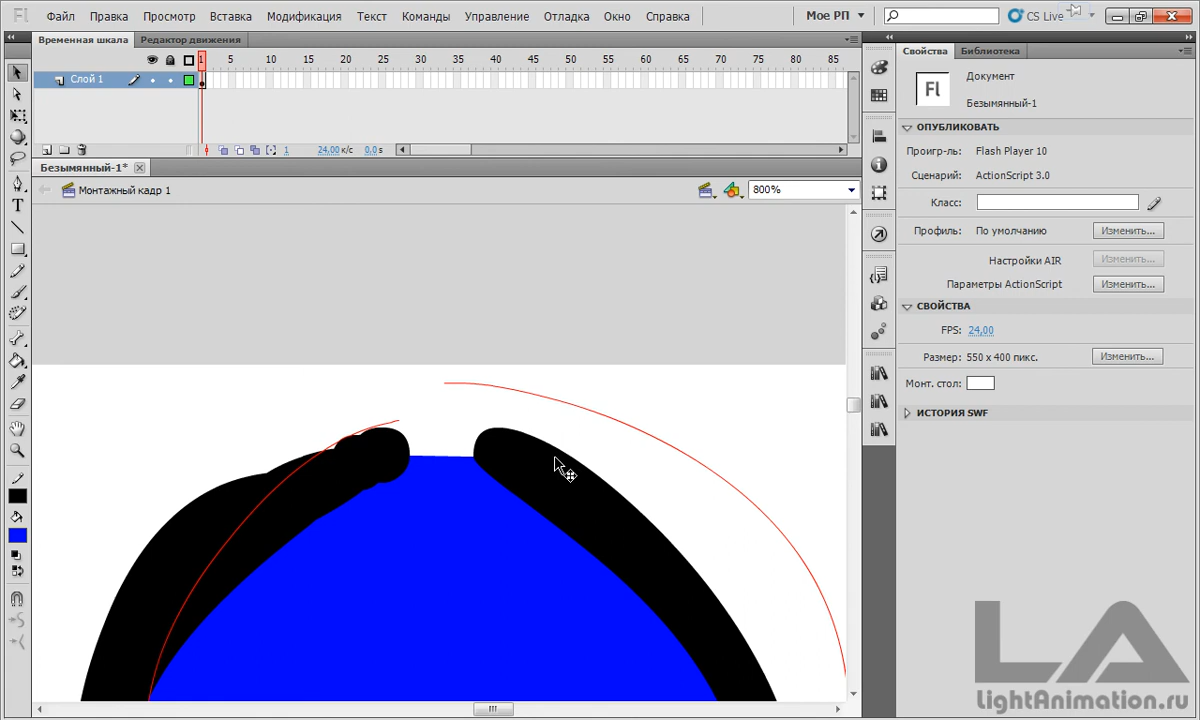 Fl Файл Правка Просмотр Вставка Модификация Текст Команды Управление Отладка Окно Справка Мое РП CS Live
Временная шкала Редактор движения
1 5 10 15 20 25 30 35 40 45 50 55 60 65 70 75 80 85
Слой 1
1 24,00 к/с 0,0 s
Безымянный-1*
Монтажный кадр 1 800%
Свойства Библиотека
Fl
Документ
Безымянный-1
ОПУБЛИКОВАТЬ
Проигр-ль: Flash Player 10
Сценарий: ActionScript 3.0
Класс:
Профиль: По умолчанию Изменить...
Настройки AIR Изменить...
Параметры ActionScript Изменить...
СВОЙСТВА
FPS: 24,00
Размер: 550 x 400 пикс. Изменить...
Монт. стол:
ИСТОРИЯ SWF
LA
LightAnimation.ru